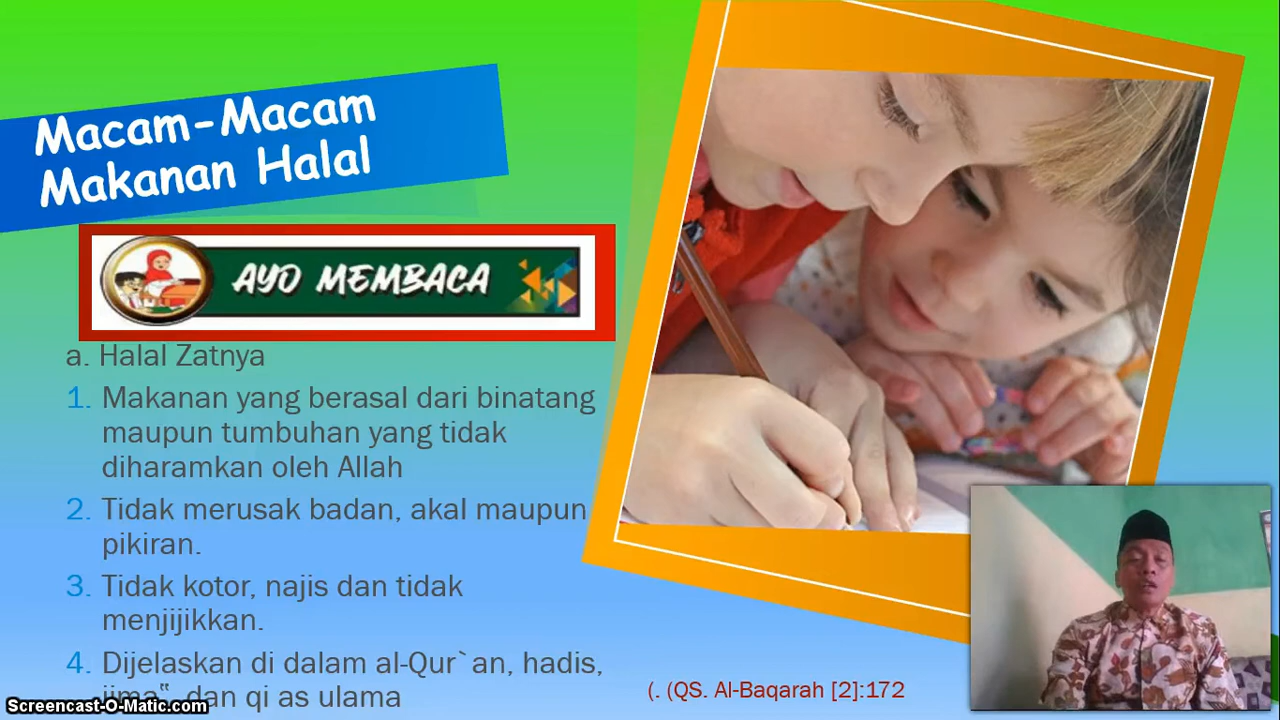 Macam-Macam
Makanan Halal
AYO MEMBACA
a. Halal Zatnya
1. Makanan yang berasal dari binatang
maupun tumbuhan yang tidak
diharamkan oleh Allah
2. Tidak merusak badan, akal maupun
pikiran.
3. Tidak kotor, najis dan tidak
menjijikkan.
4. Dijelaskan di dalam al-Qur`an, hadis,
ijma‟ dan qi as ulama
(. (QS. Al-Baqarah [2]:172
Screencast-O-Matic.com